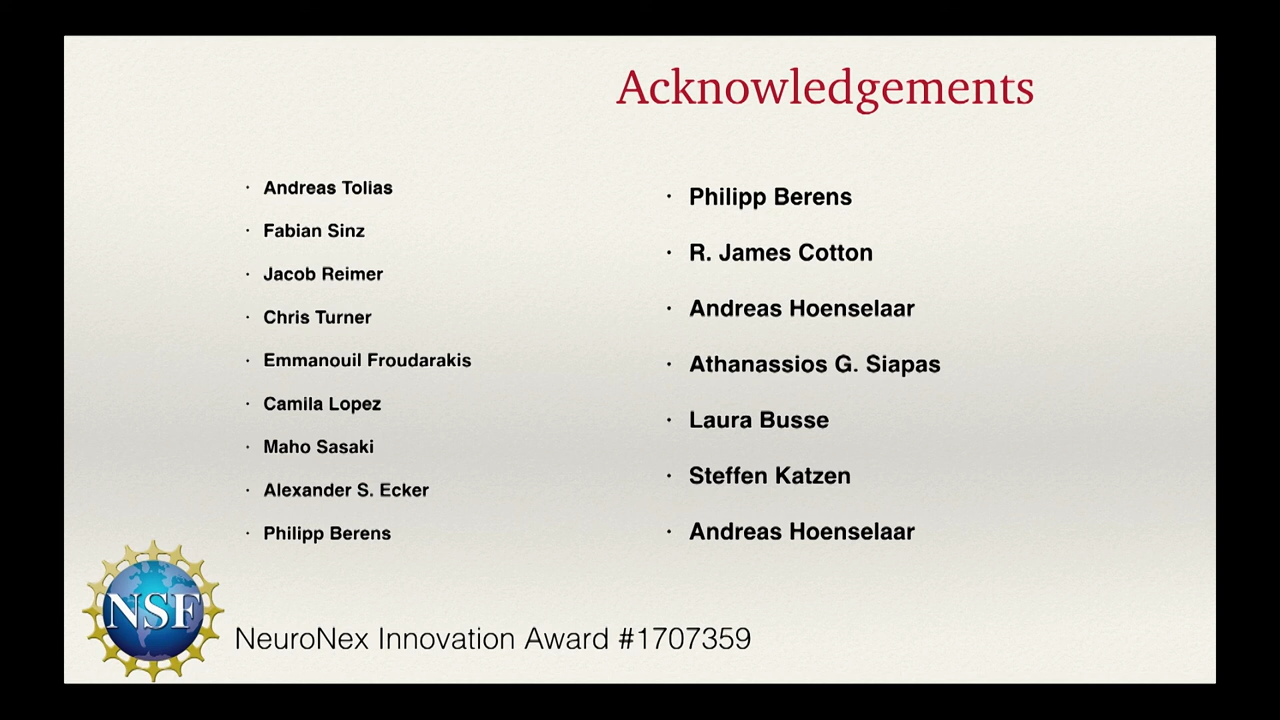 Acknowledgements
Andreas Tolias
Fabian Sinz
Jacob Reimer
Chris Turner
Emmanouil Froudarakis
Camila Lopez
Maho Sasaki
Alexander S. Ecker
Philipp Berens
Philipp Berens
R. James Cotton
Andreas Hoenselaar
Athanassios G. Siapas
Laura Busse
Steffen Katzen
Andreas Hoenselaar
NSF
NeuroNex Innovation Award #1707359